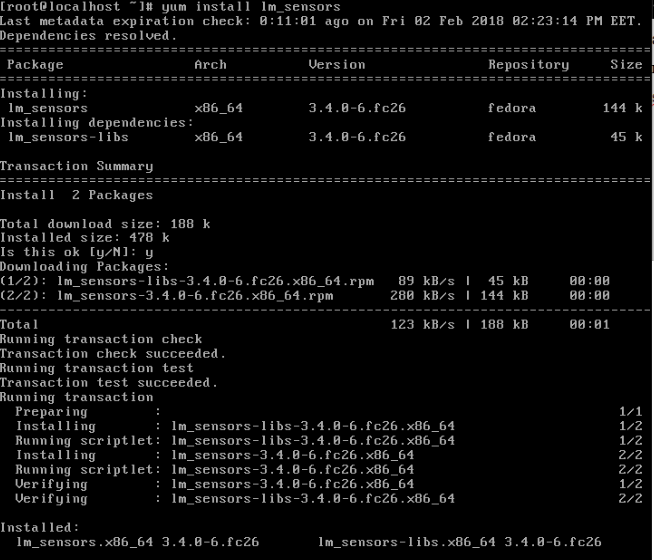 [root@localhost ~]# yum install lm_sensors
Last metadata expiration check: 0:11:01 ago on Fri 02 Feb 2018 02:23:14 PM EET.
Dependencies resolved.
================================================================================
 Package                Arch           Version                Repository      Size
================================================================================
Installing:
 lm_sensors             x86_64         3.4.0-6.fc26           fedora         144 k
Installing dependencies:
 lm_sensors-libs        x86_64         3.4.0-6.fc26           fedora          45 k

Transaction Summary
================================================================================
Install  2 Packages

Total download size: 188 k
Installed size: 478 k
Is this ok [y/N]: y
Downloading Packages:
(1/2): lm_sensors-libs-3.4.0-6.fc26.x86_64.rpm   89 kB/s |  45 kB     00:00
(2/2): lm_sensors-3.4.0-6.fc26.x86_64.rpm       280 kB/s | 144 kB     00:00
--------------------------------------------------------------------------------
Total                                           123 kB/s | 188 kB     00:01
Running transaction check
Transaction check succeeded.
Running transaction test
Transaction test succeeded.
Running transaction
  Preparing        :                                                        1/1
  Installing       : lm_sensors-libs-3.4.0-6.fc26.x86_64                    1/2
  Running scriptlet: lm_sensors-libs-3.4.0-6.fc26.x86_64                    1/2
  Installing       : lm_sensors-3.4.0-6.fc26.x86_64                         2/2
  Running scriptlet: lm_sensors-3.4.0-6.fc26.x86_64                         2/2
  Verifying        : lm_sensors-3.4.0-6.fc26.x86_64                         1/2
  Verifying        : lm_sensors-libs-3.4.0-6.fc26.x86_64                    2/2

Installed:
  lm_sensors.x86_64 3.4.0-6.fc26       lm_sensors-libs.x86_64 3.4.0-6.fc26